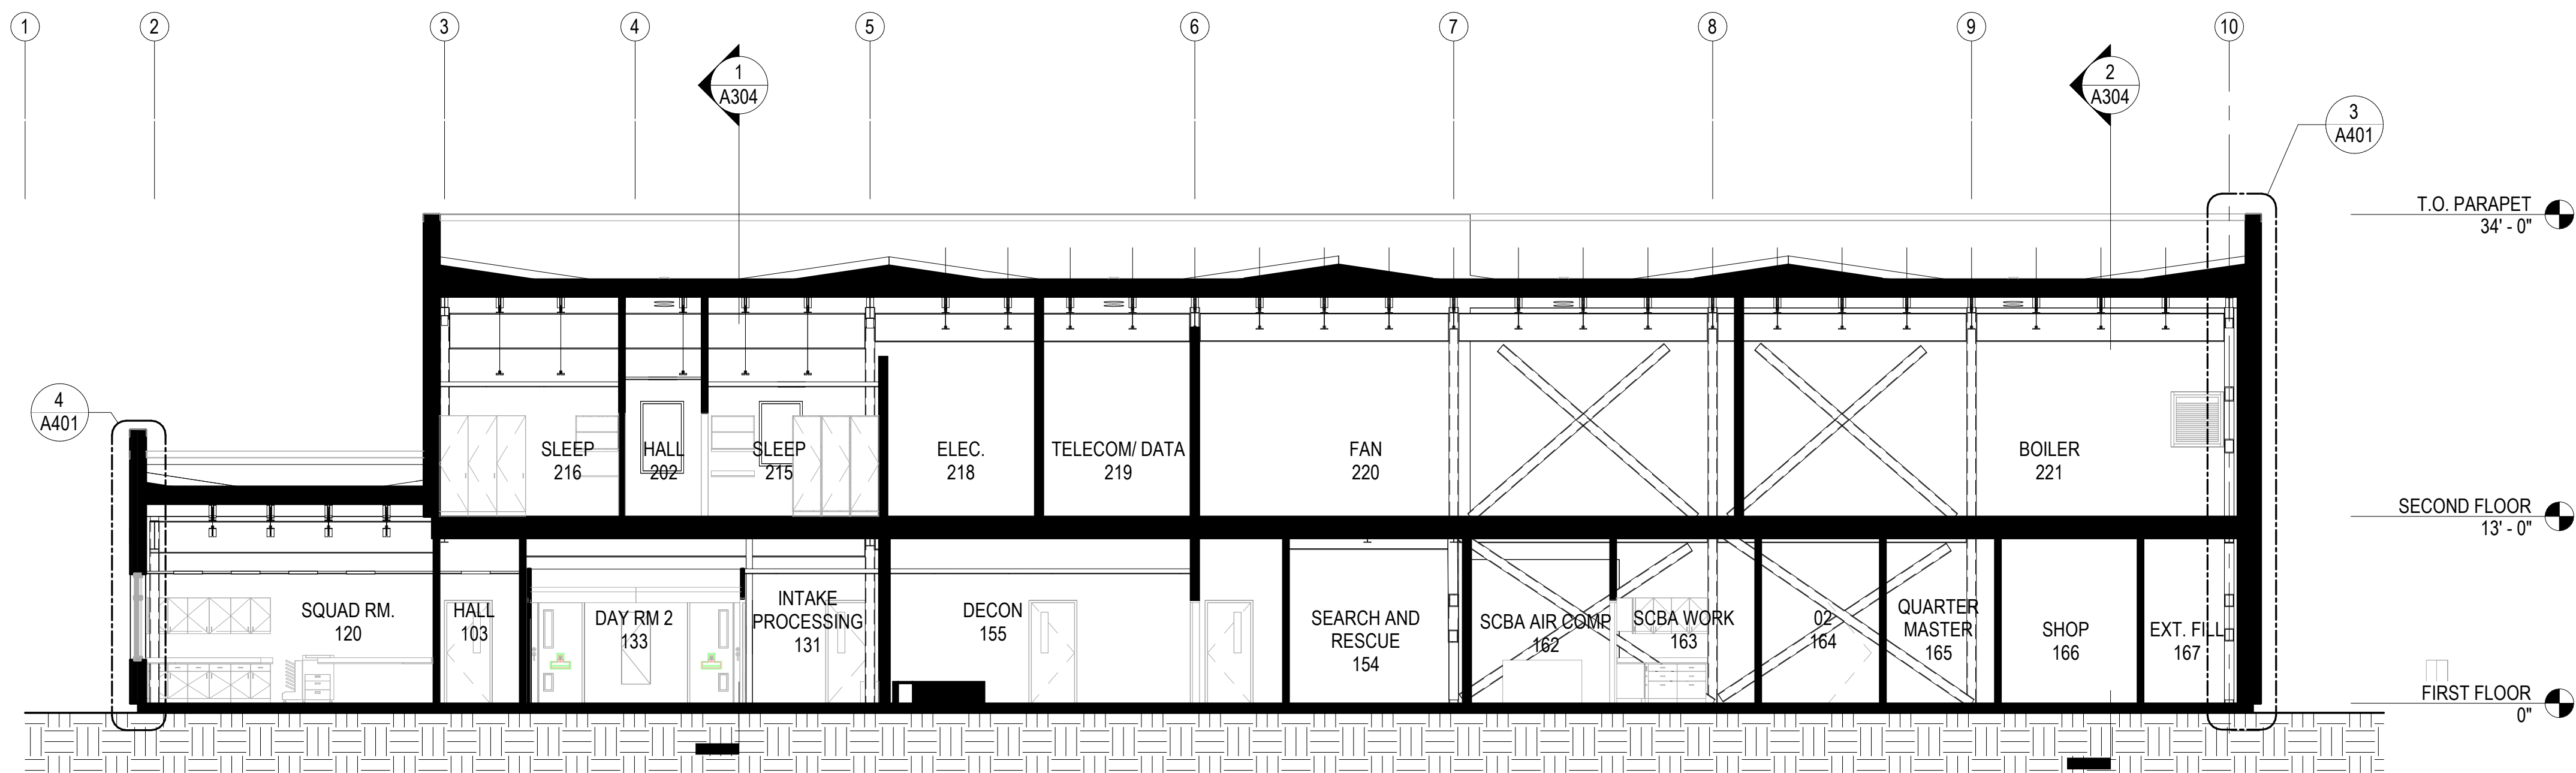 1
2
3
4
5
6
7
8
9
10
1
A304
2
A304
3
A401
T.O. PARAPET
34' - 0"
4
A401
SLEEP
216
HALL
202
SLEEP
215
ELEC.
218
TELECOM/ DATA
219
FAN
220
BOILER
221
SECOND FLOOR
13' - 0"
SQUAD RM.
120
HALL
103
DAY RM 2
133
INTAKE
PROCESSING
131
DECON
155
SEARCH AND
RESCUE
154
SCBA AIR COMP
162
SCBA WORK
163
02
164
QUARTER
MASTER
165
SHOP
166
EXT. FILL
167
FIRST FLOOR
0"